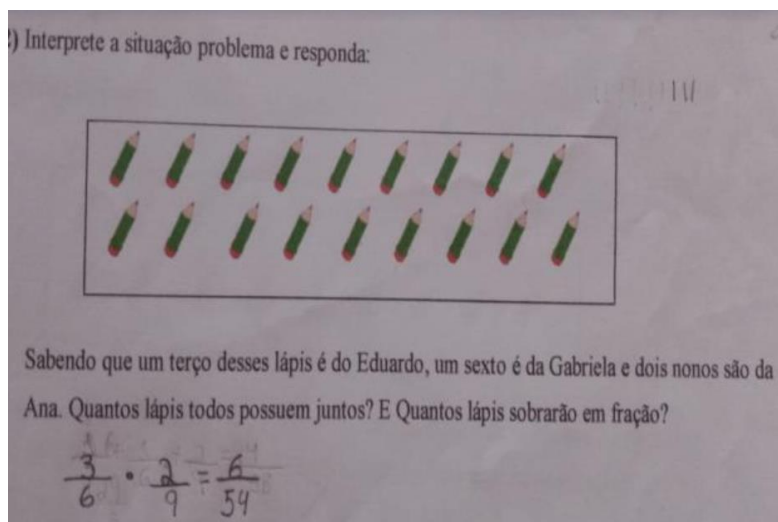 ) Interprete a situação problema e responda:
Sabendo que um terço desses lápis é do Eduardo, um sexto é da Gabriela e dois nonos são da
Ana. Quantos lápis todos possuem juntos? E Quantos lápis sobrarão em fração?
3/6 · 2/9 = 6/54